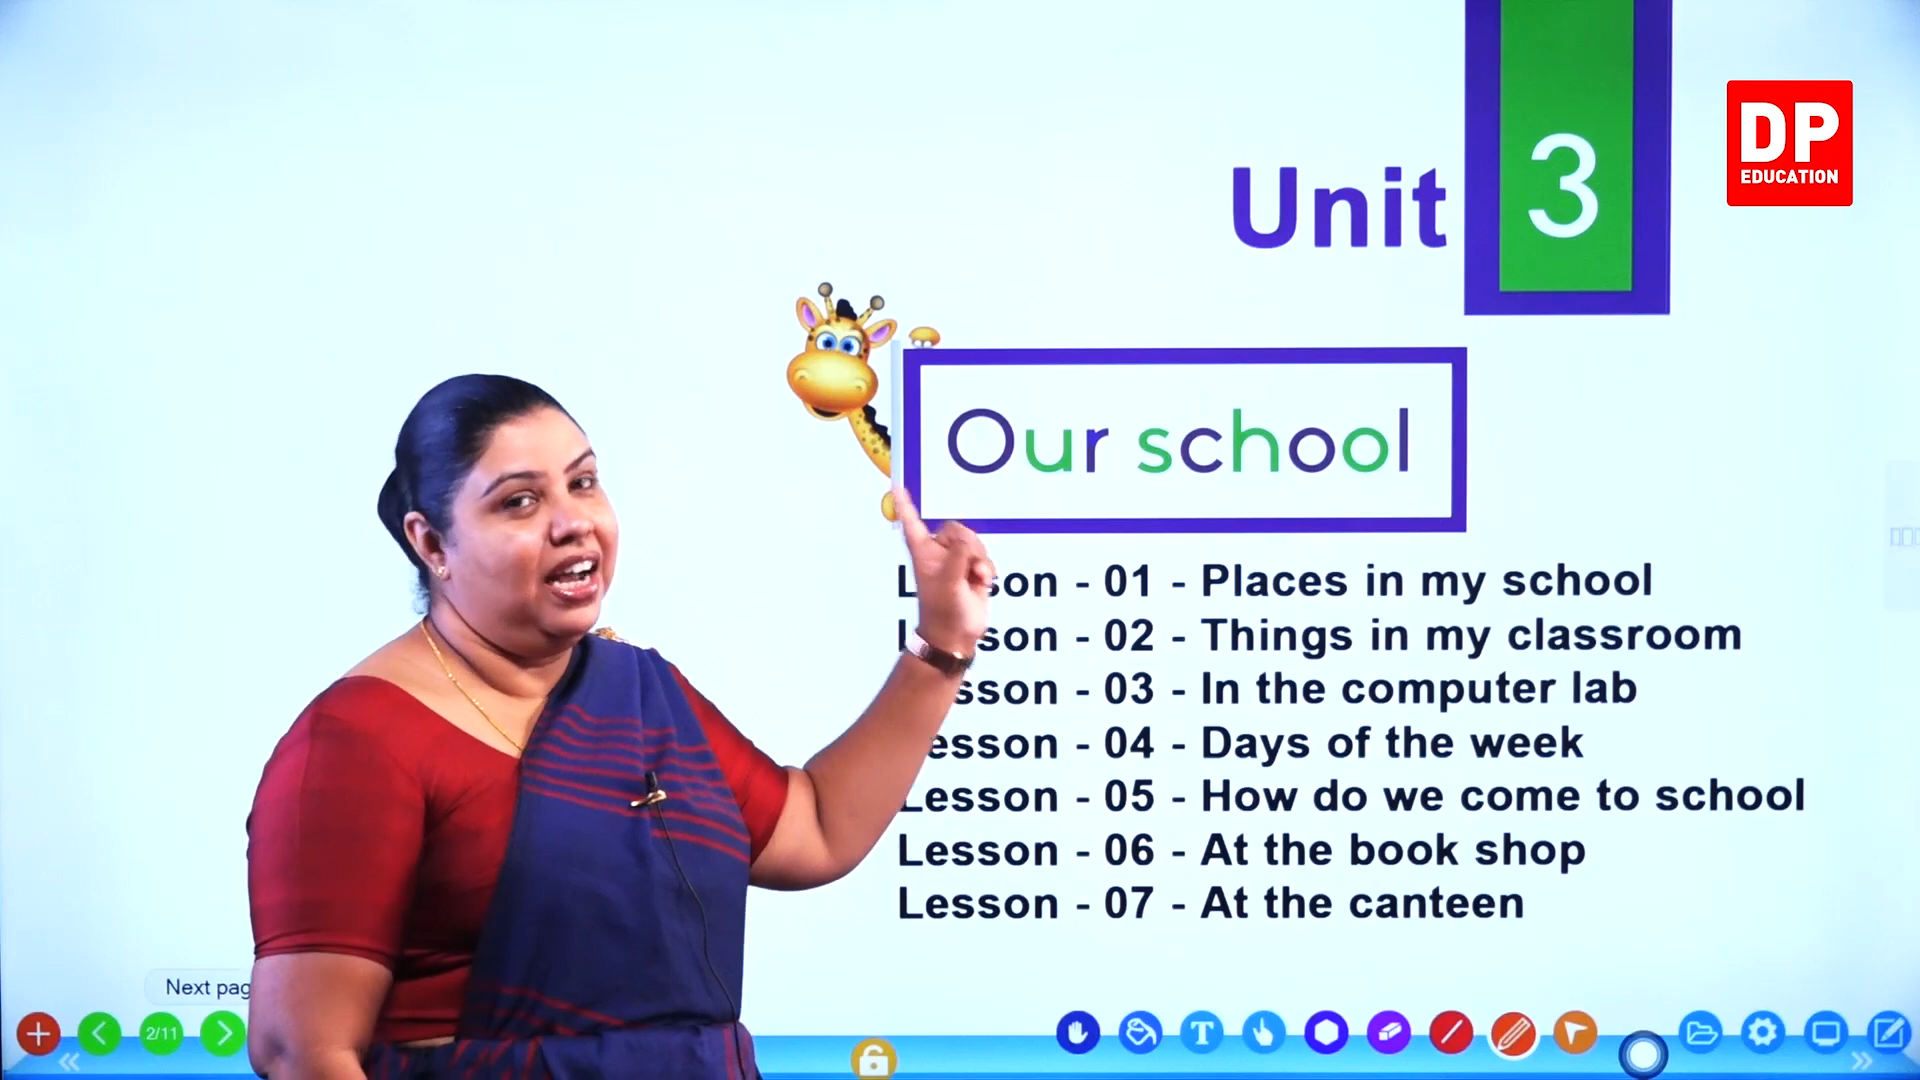 3
Unit
DP
EDUCATION
Our school
son - 01 - Places in my school
son - 02 - Things in my classroom
sson - 03 - In the computer lab
esson - 04 - Days of the week
Lesson - 05 - How do we come to school
Lesson - 06 - At the book shop
Lesson - 07 - At the canteen
Next pag
2/11
T